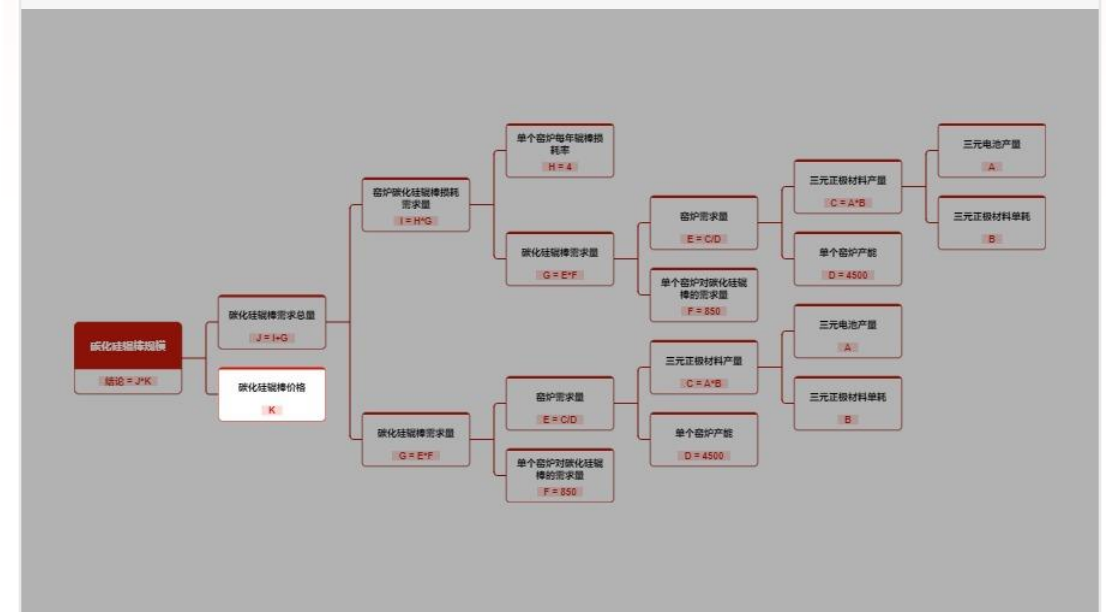 单个窑炉每年辊棒损
耗率
H = 4
三元电池产量
A
三元正极材料产量
C = A*B
三元正极材料单耗
B
窑炉碳化硅辊棒损耗
需求量
I = H*G
窑炉需求量
E = C/D
碳化硅辊棒需求量
G = E*F
单个窑炉产能
D = 4500
单个窑炉对碳化硅辊
棒的需求量
F = 850
碳化硅辊棒需求总量
J = I+G
三元电池产量
A
碳化硅辊棒规模
结论 = J*K
三元正极材料产量
C = A*B
碳化硅辊棒价格
K
窑炉需求量
E = C/D
三元正极材料单耗
B
碳化硅辊棒需求量
G = E*F
单个窑炉产能
D = 4500
单个窑炉对碳化硅辊
棒的需求量
F = 850